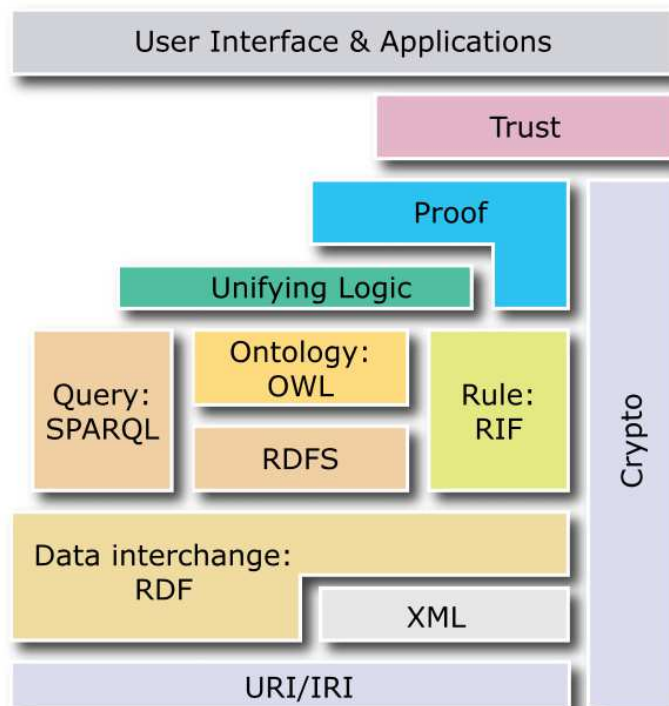 User Interface & Applications
Trust
Proof
Unifying Logic
Query:
SPARQL
Ontology:
OWL
RDFS
Rule:
RIF
Crypto
Data interchange:
RDF
XML
URI/IRI